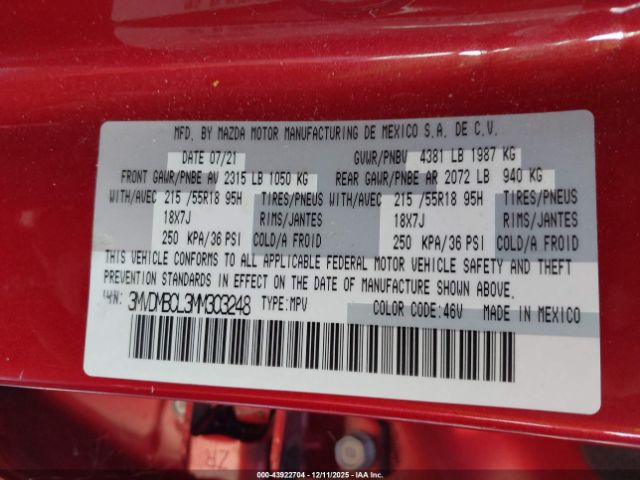 MFD. BY MAZDA MOTOR MANUFACTURING DE MEXICO S.A. DE C.V.
DATE 07/21 GVWR/PNBV 4381 LB 1987 KG
FRONT GAWR/PNBE AV 2315 LB 1050 KG REAR GAWR/PNBE AR 2072 LB 940 KG
WITH/AVEC 215 /55R18 95H TIRES/PNEUS WITH/AVEC 215 /55R18 95H TIRES/PNEUS
18X7J RIMS/JANTES 18X7J RIMS/JANTES
250 KPA/36 PSI COLD/A FROID 250 KPA/36 PSI COLD/A FROID
THIS VEHICLE CONFORMS TO ALL APPLICABLE FEDERAL MOTOR VEHICLE SAFETY AND THEFT
PREVENTION STANDARDS IN EFFECT ON THE DATE OF MANUFACTURE SHOWN ABOVE.
VIN: 3MVDMBCL3MM303248 TYPE:MPV COLOR CODE:46V MADE IN MEXICO
ZR
000-43922704 - 12/11/2025 - IAA Inc.